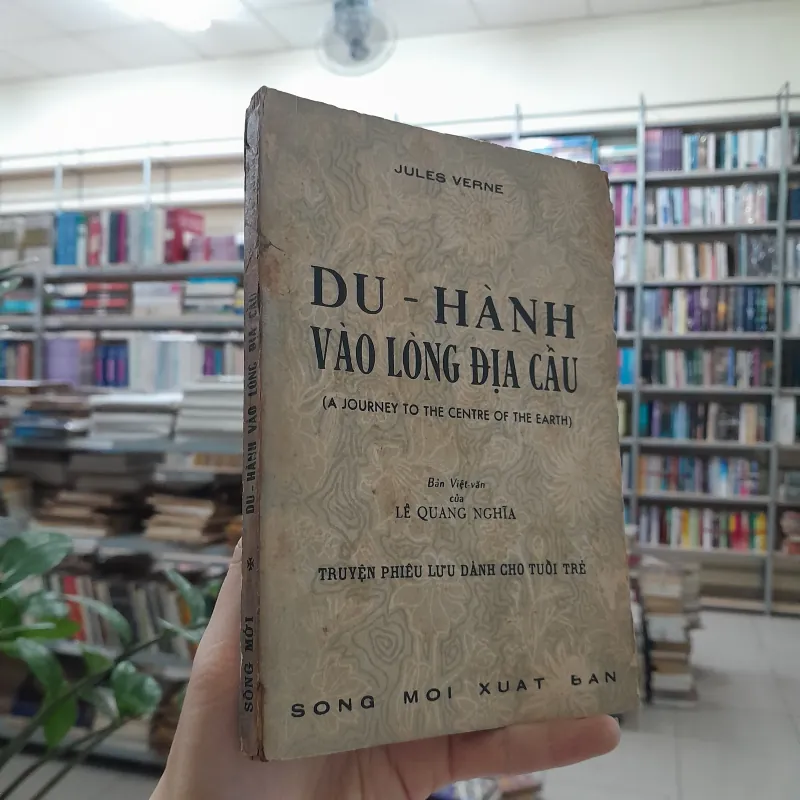 JULES VERNE
DU - HÀNH
VÀO LÒNG ĐỊA CẦU
(A JOURNEY TO THE CENTRE OF THE EARTH)
Bản Việt-văn
của
LÊ QUANG NGHĨA
TRUYỆN PHIÊU LƯU DÀNH CHO TUỔI TRẺ
SONG MOI XUAT BAN
SỐNG MỚI * DU - HÀNH VÀO LÒNG ĐỊA CẦU